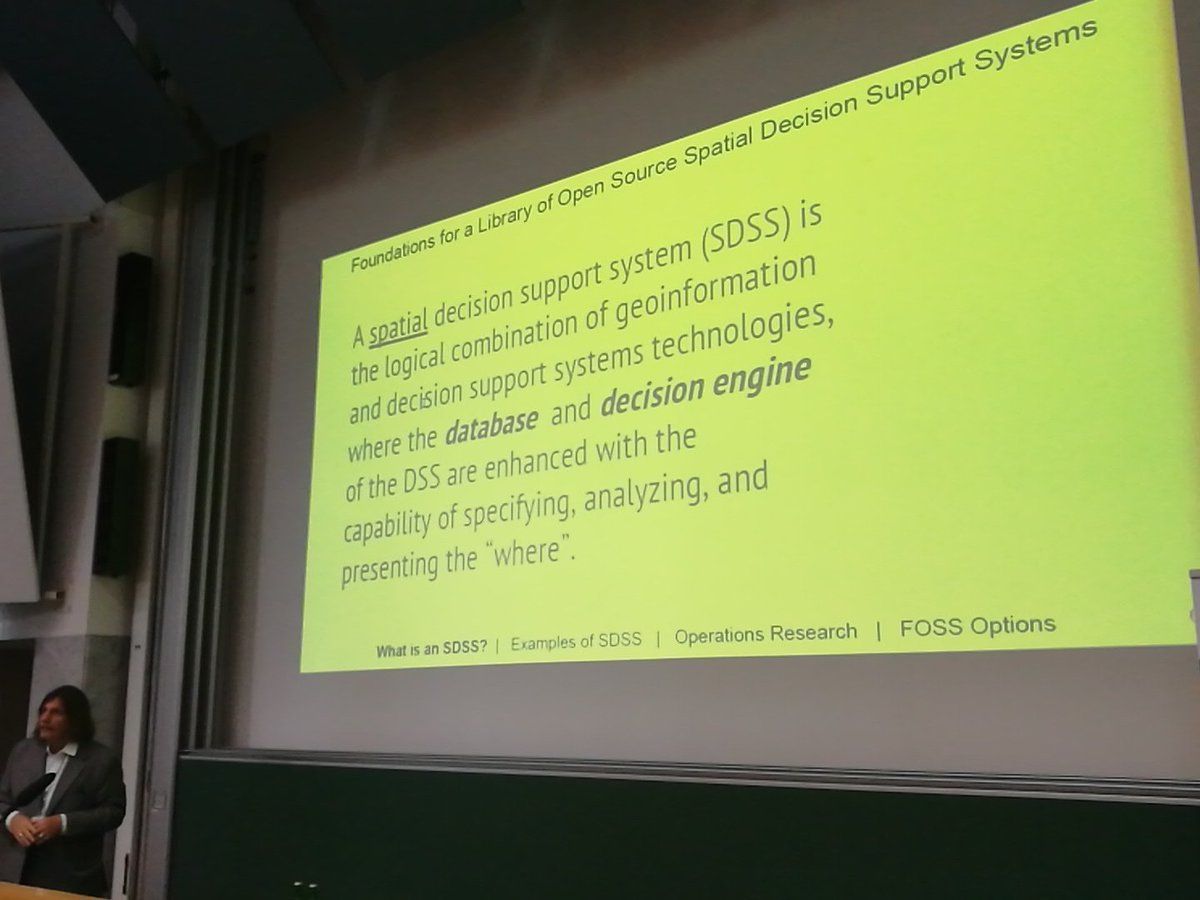 Foundations for a Library of Open Source Spatial Decision Support Systems
A spatial decision support system (SDSS) is
the logical combination of geoinformation
and decision support systems technologies,
where the database and decision engine
of the DSS are enhanced with the
capability of specifying, analyzing, and
presenting the “where”.
What is an SDSS? | Examples of SDSS | Operations Research | FOSS Options